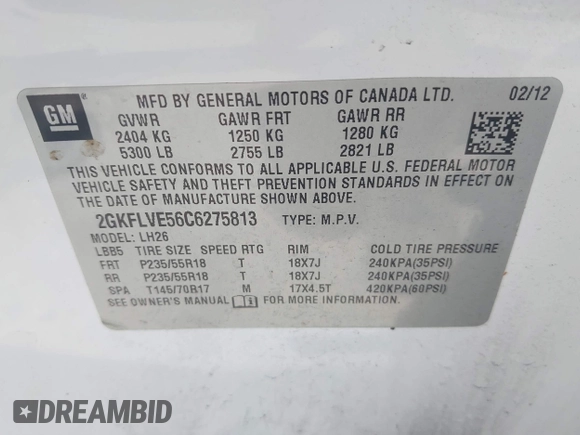 GM
MFD BY GENERAL MOTORS OF CANADA LTD. 02/12
GVWR GAWR FRT GAWR RR
2404 KG 1250 KG 1280 KG
5300 LB 2755 LB 2821 LB
THIS VEHICLE CONFORMS TO ALL APPLICABLE U.S. FEDERAL MOTOR
VEHICLE SAFETY AND THEFT PREVENTION STANDARDS IN EFFECT ON
THE DATE OF MANUFACTURE SHOWN ABOVE.
2GKFLVE56C6275813 TYPE: M.P.V.
MODEL: LH26
LBB5 TIRE SIZE SPEED RTG RIM COLD TIRE PRESSURE
FRT P235/55R18 T 18X7J 240KPA(35PSI)
RR P235/55R18 T 18X7J 240KPA(35PSI)
SPA T145/70R17 M 17X4.5T 420KPA(60PSI)
SEE OWNER'S MANUAL FOR MORE INFORMATION.
DREAMBID